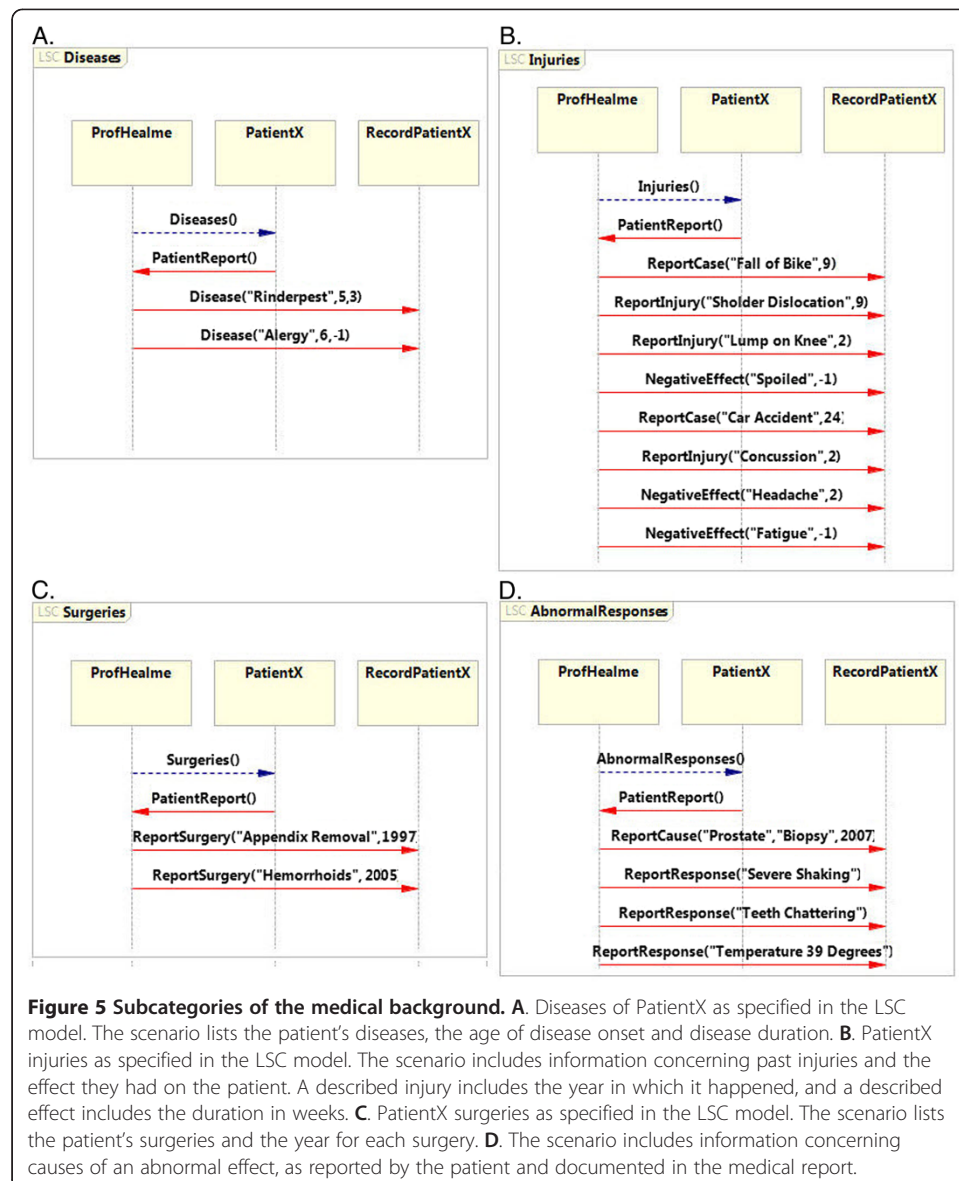 A.
LSC Diseases
ProfHealme PatientX RecordPatientX
Diseases()
PatientReport()
Disease("Rinderpest",5,3)
Disease("Alergy",6,-1)
B.
LSC Injuries
ProfHealme PatientX RecordPatientX
Injuries()
PatientReport()
ReportCase("Fall of Bike",9)
ReportInjury("Sholder Dislocation",9)
ReportInjury("Lump on Knee",2)
NegativeEffect("Spoiled",-1)
ReportCase("Car Accident",24)
ReportInjury("Concussion",2)
NegativeEffect("Headache",2)
NegativeEffect("Fatigue",-1)
C.
LSC Surgeries
ProfHealme PatientX RecordPatientX
Surgeries()
PatientReport()
ReportSurgery("Appendix Removal",1997)
ReportSurgery("Hemorrhoids", 2005)
D.
LSC AbnormalResponses
ProfHealme PatientX RecordPatientX
AbnormalResponses()
PatientReport()
ReportCause("Prostate","Biopsy",2007)
ReportResponse("Severe Shaking")
ReportResponse("Teeth Chattering")
ReportResponse("Temperature 39 Degrees")
Figure 5 Subcategories of the medical background. A. Diseases of PatientX as specified in the LSC
model. The scenario lists the patient's diseases, the age of disease onset and disease duration. B. PatientX
injuries as specified in the LSC model. The scenario includes information concerning past injuries and the
effect they had on the patient. A described injury includes the year in which it happened, and a described
effect includes the duration in weeks. C. PatientX surgeries as specified in the LSC model. The scenario lists
the patient's surgeries and the year for each surgery. D. The scenario includes information concerning
causes of an abnormal effect, as reported by the patient and documented in the medical report.